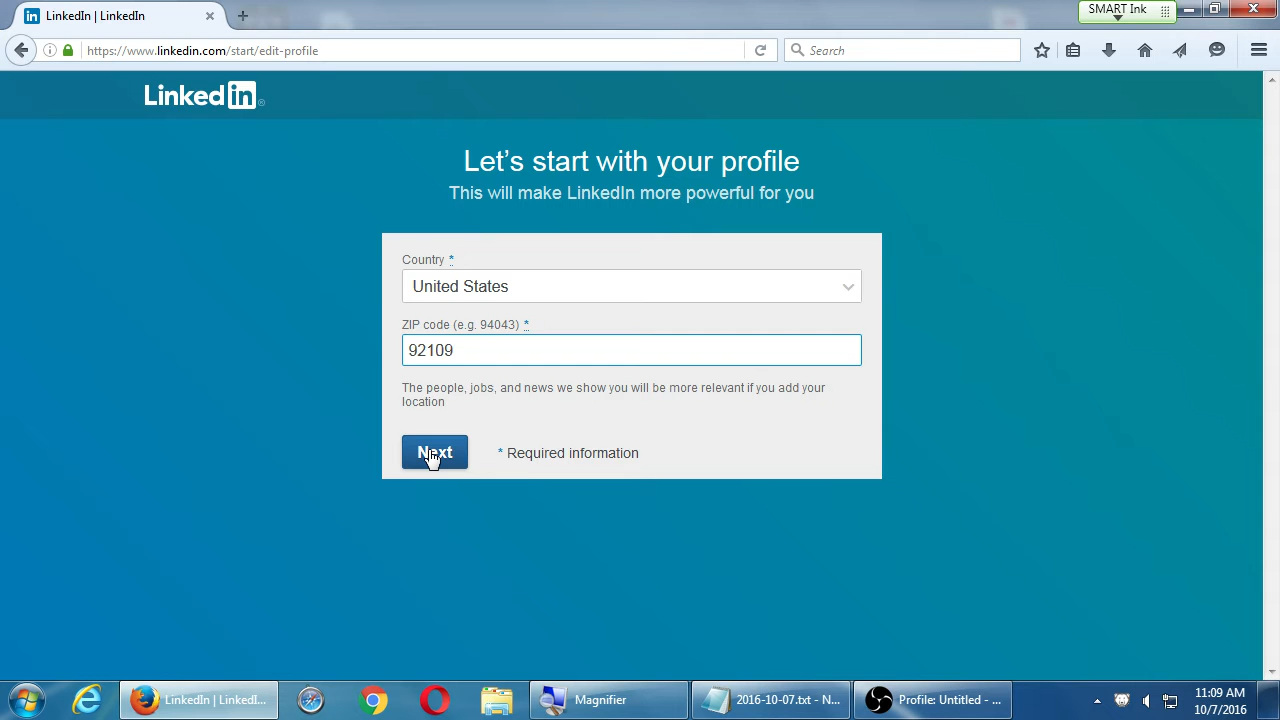 LinkedIn | LinkedIn
SMART Ink
https://www.linkedin.com/start/edit-profile
Search
Linked in
Let's start with your profile
This will make LinkedIn more powerful for you
Country *
United States
ZIP code (e.g. 94043) *
92109
The people, jobs, and news we show you will be more relevant if you add your
location
Next
* Required information
LinkedIn | LinkedI...
Magnifier
2016-10-07.txt - N...
Profile: Untitled - ...
11:09 AM
10/7/2016